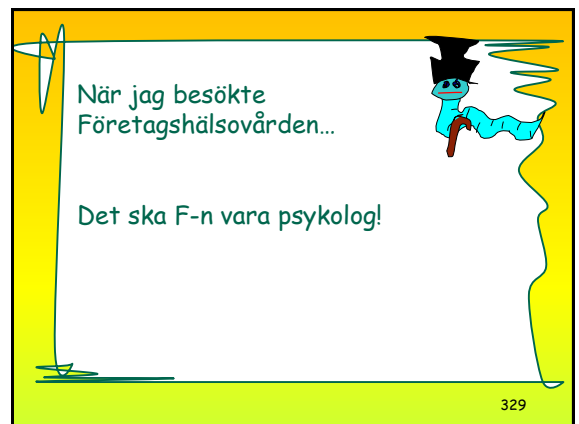 När jag besökte
Företagshälsovården…
Det ska F-n vara psykolog!
329